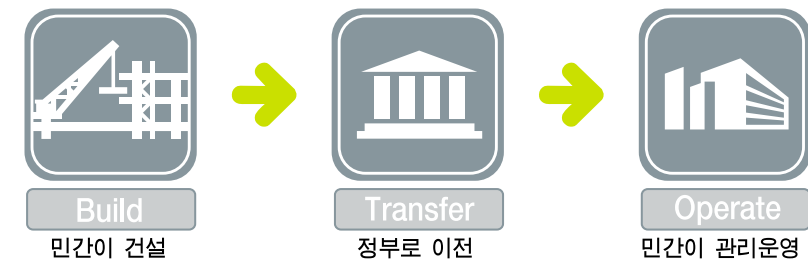 Build
민간이 건설
Transfer
정부로 이전
Operate
민간이 관리운영